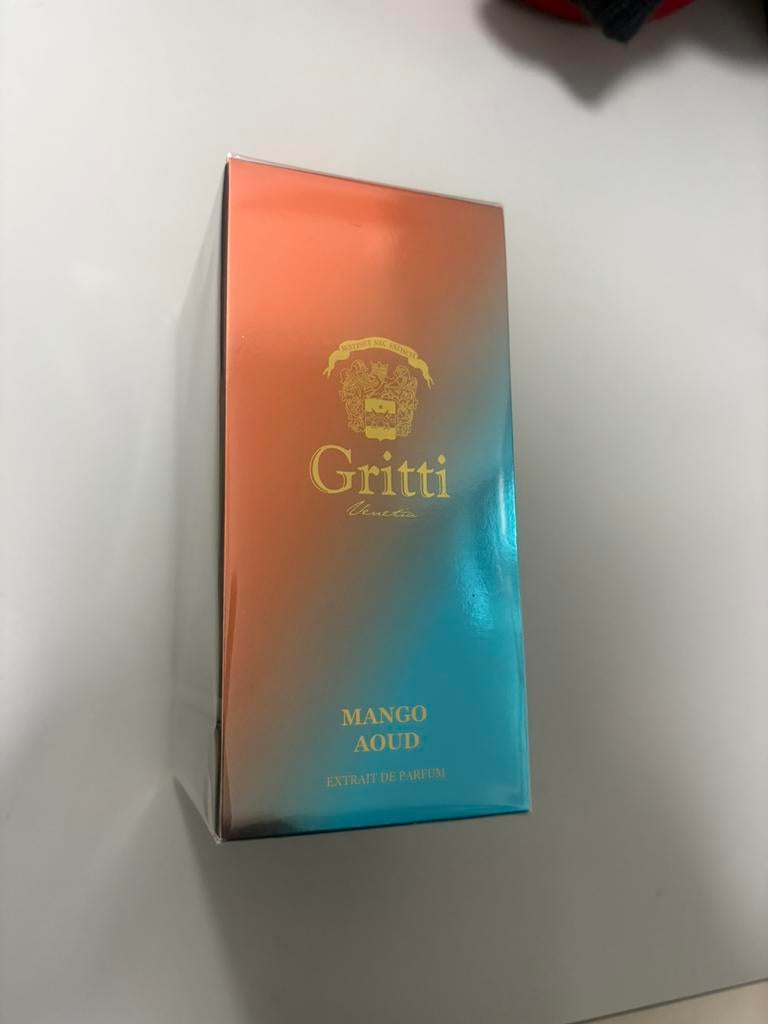 Gritti
Venetia
MANGO
AOUD
EXTRAIT DE PARFUM